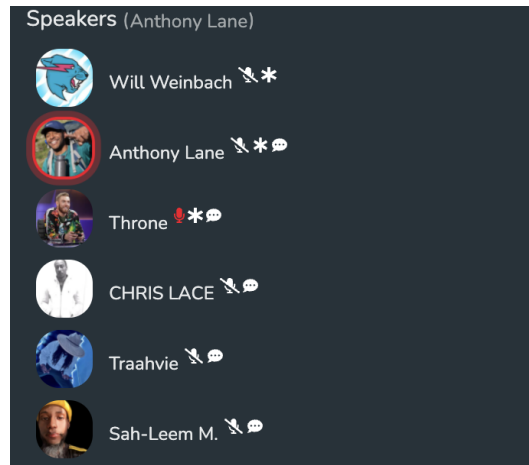 Speakers (Anthony Lane)
Will Weinbach
Anthony Lane
Throne
CHRIS LACE
Traahvie
Sah-Leem M.